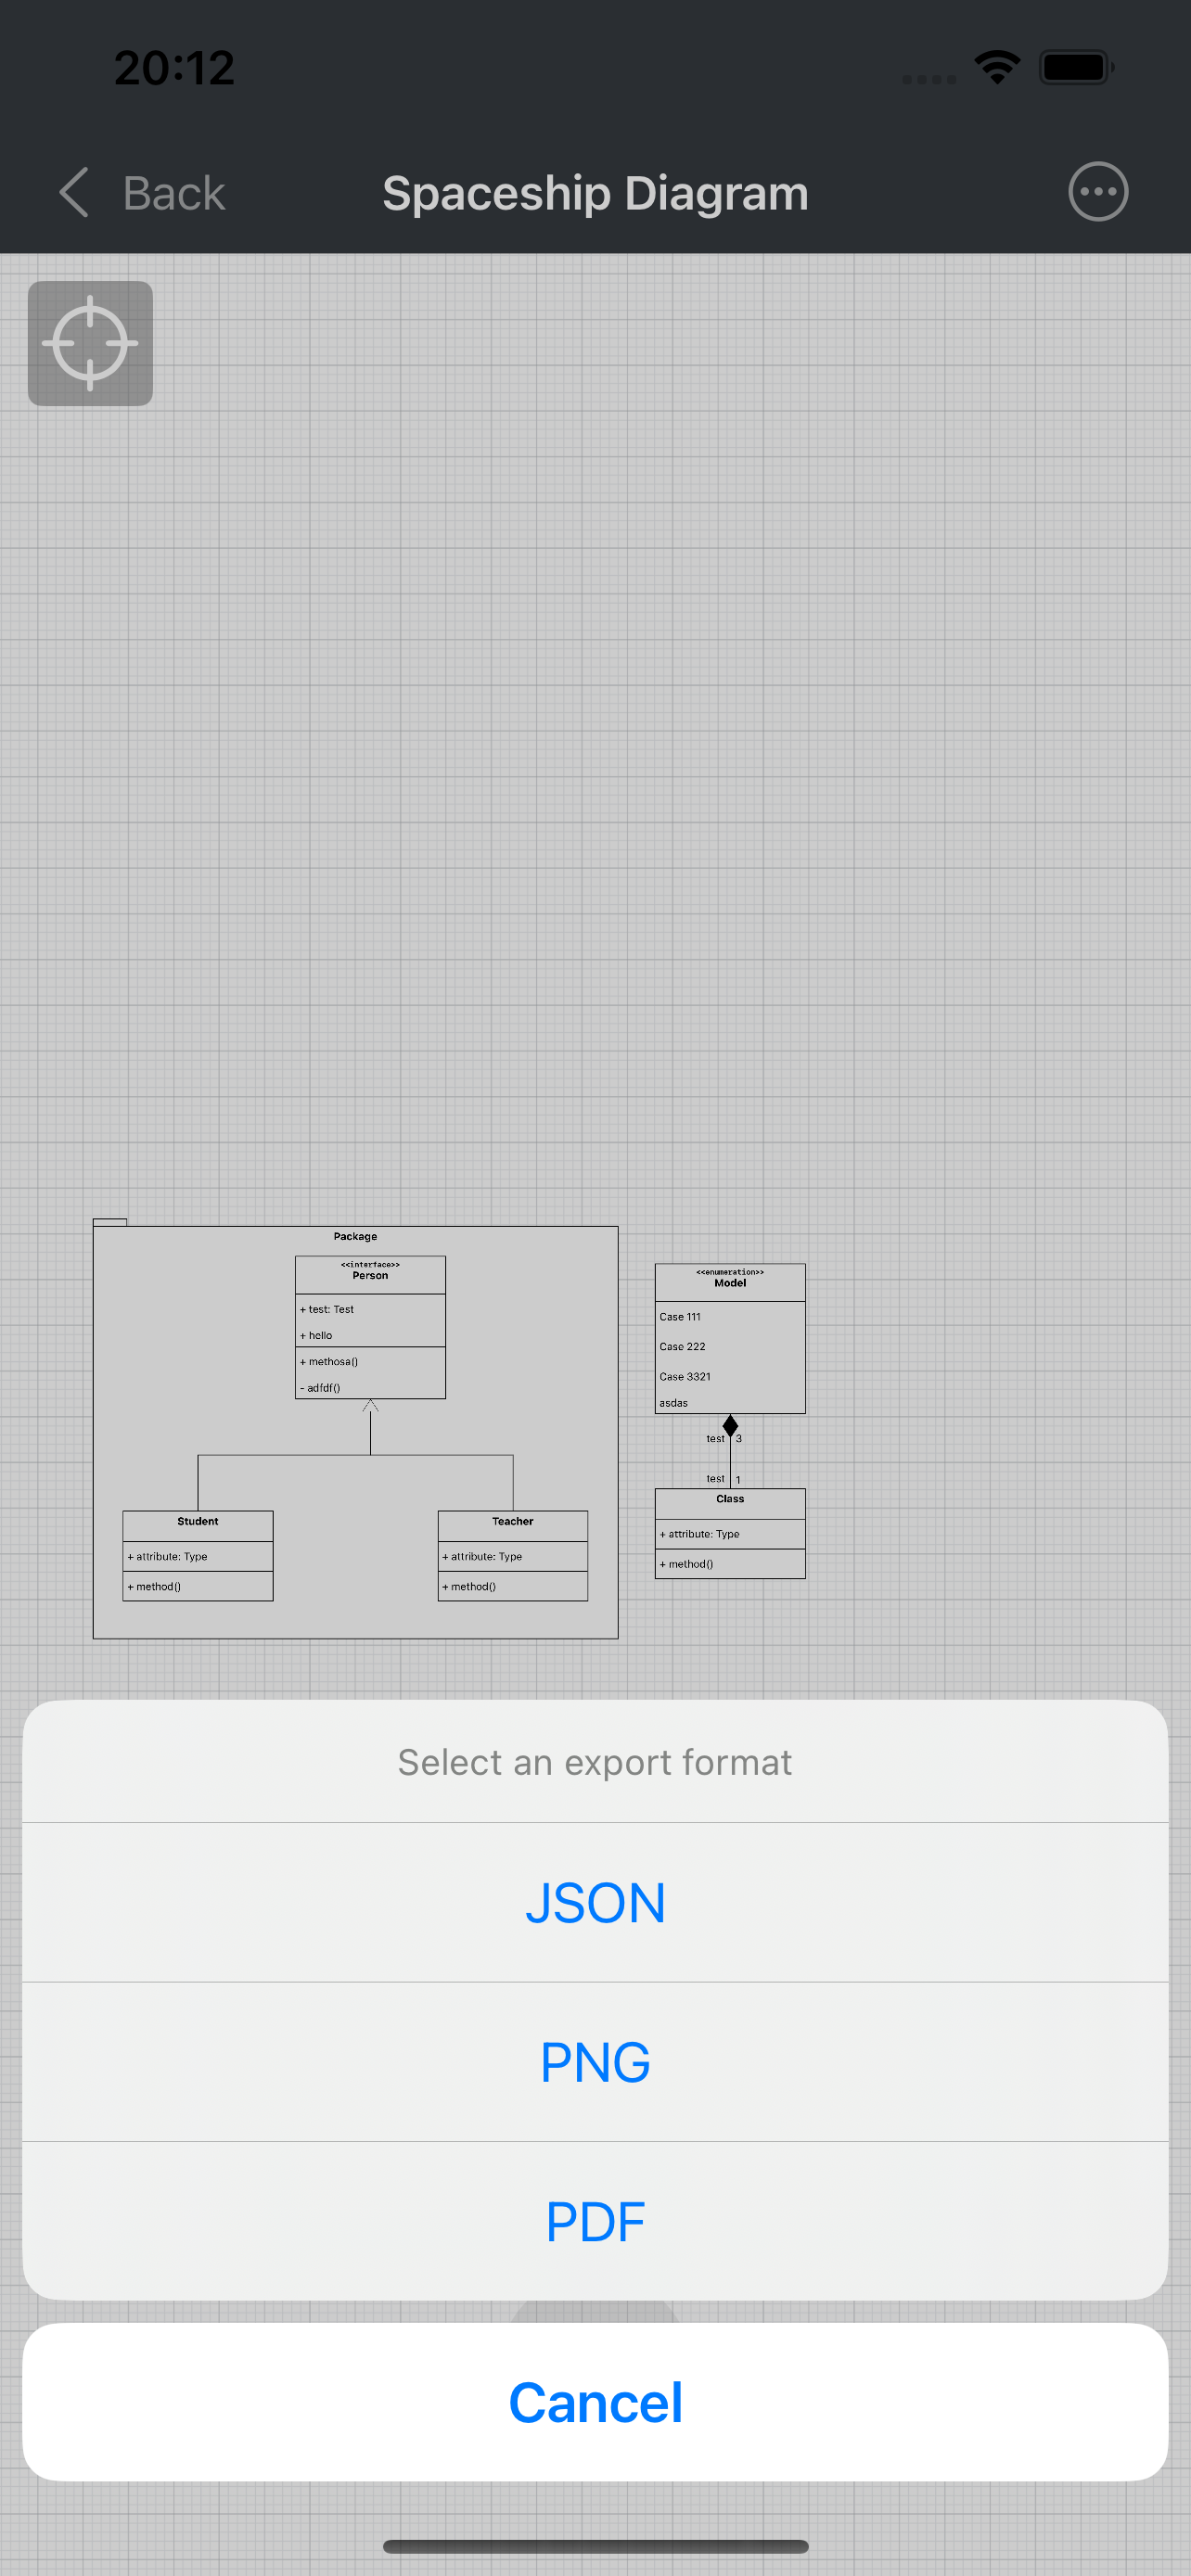 20:12
Back
Spaceship Diagram
Package
<<interface>>
Person
+ test: Test
+ hello
+ methosa()
- adfdf()
Student
+ attribute: Type
+ method()
Teacher
+ attribute: Type
+ method()
<<enumeration>>
Model
Case 111
Case 222
Case 3321
asdas
test 3
test 1
Class
+ attribute: Type
+ method()
Select an export format
JSON
PNG
PDF
Cancel